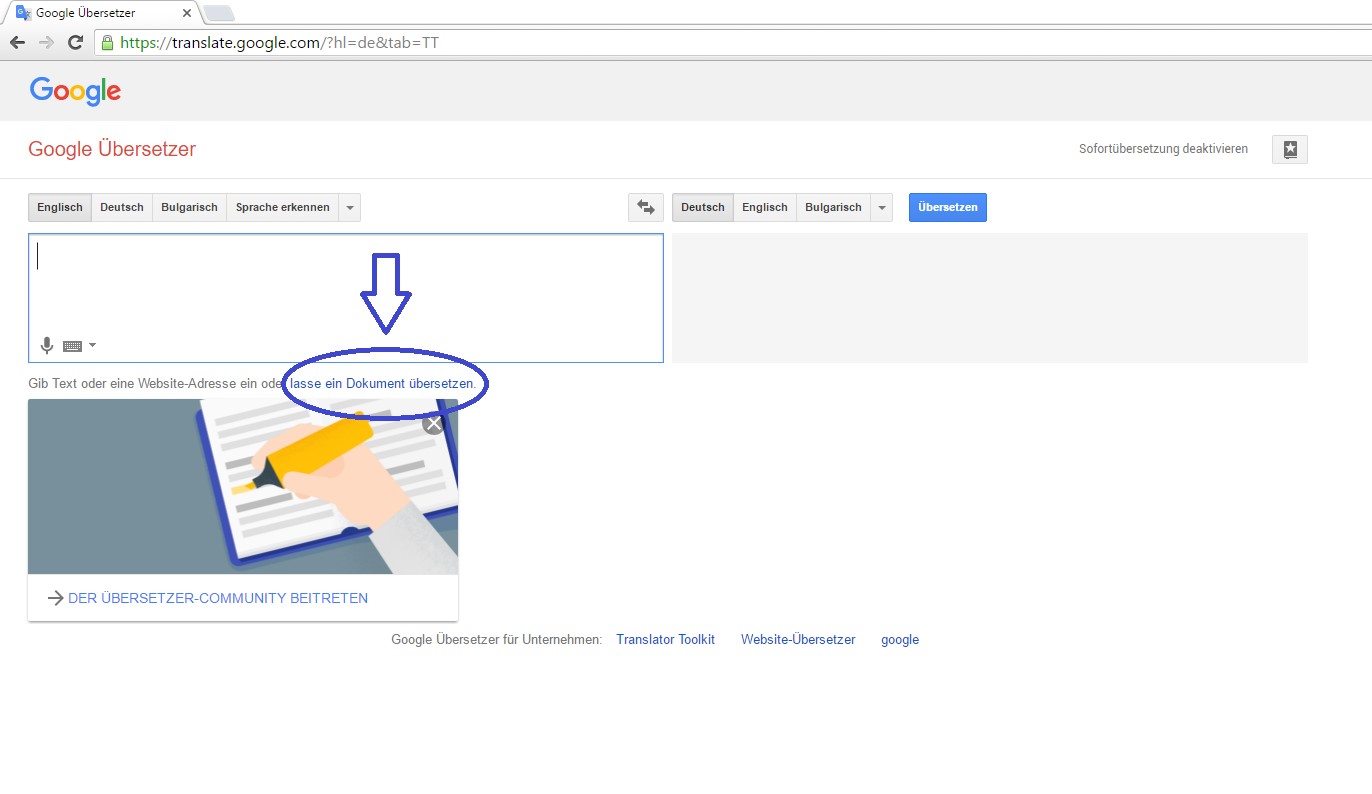 Google Übersetzer
https://translate.google.com/?hl=de&tab=TT
Google
Google Übersetzer
Sofortübersetzung deaktivieren
Englisch Deutsch Bulgarisch Sprache erkennen
Deutsch Englisch Bulgarisch Übersetzen
Gib Text oder eine Website-Adresse ein oder lasse ein Dokument übersetzen.
DER ÜBERSETZER-COMMUNITY BEITRETEN
Google Übersetzer für Unternehmen: Translator Toolkit Website-Übersetzer google